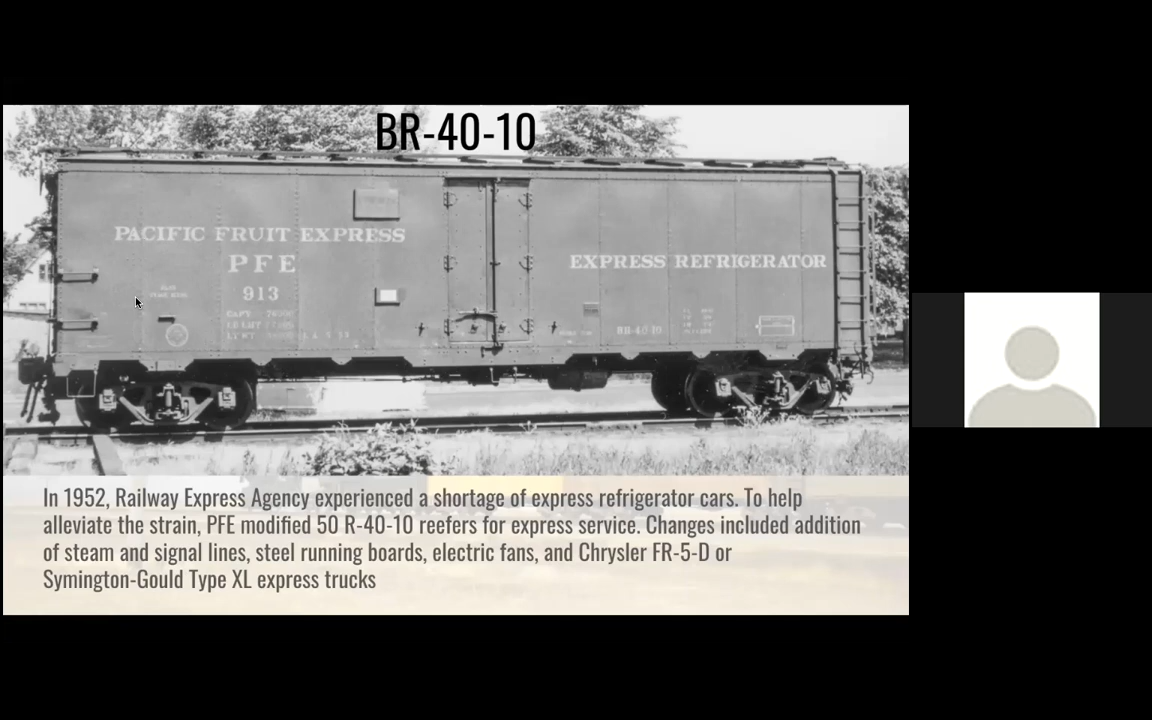 BR-40-10
PACIFIC FRUIT EXPRESS
PFE
913
EXPRESS REFRIGERATOR
BR-40-10
In 1952, Railway Express Agency experienced a shortage of express refrigerator cars. To help
alleviate the strain, PFE modified 50 R-40-10 reefers for express service. Changes included addition
of steam and signal lines, steel running boards, electric fans, and Chrysler FR-5-D or
Symington-Gould Type XL express trucks